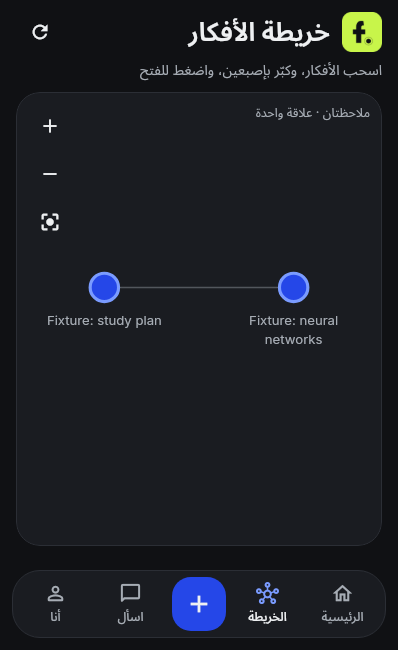 خريطة الأفكار
اسحب الأفكار، وكبّر بإصبعين، واضغط للفتح
ملاحظتان · علاقة واحدة
Fixture: study plan
Fixture: neural
networks
الرئيسية
الخريطة
اسأل
أنا